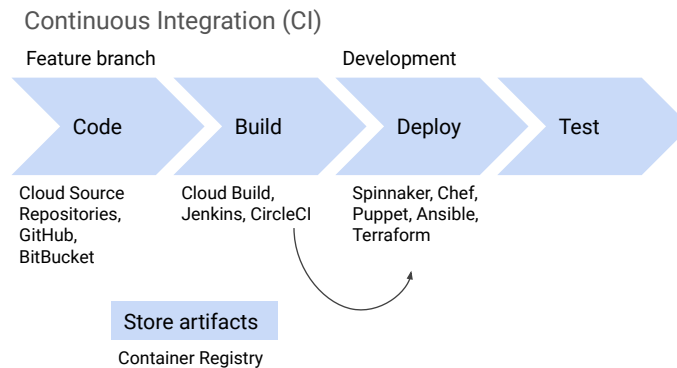 Continuous Integration (CI)
Feature branch
Development
Code
Build
Deploy
Test
Cloud Source
Repositories,
GitHub,
BitBucket
Cloud Build,
Jenkins, CircleCI
Spinnaker, Chef,
Puppet, Ansible,
Terraform
Store artifacts
Container Registry